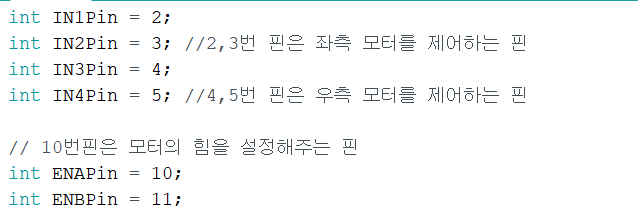 int IN1Pin = 2;
int IN2Pin = 3; //2,3번 핀은 좌측 모터를 제어하는 핀
int IN3Pin = 4;
int IN4Pin = 5; //4,5번 핀은 우측 모터를 제어하는 핀
// 10번핀은 모터의 힘을 설정해주는 핀
int ENAPin = 10;
int ENBPin = 11;